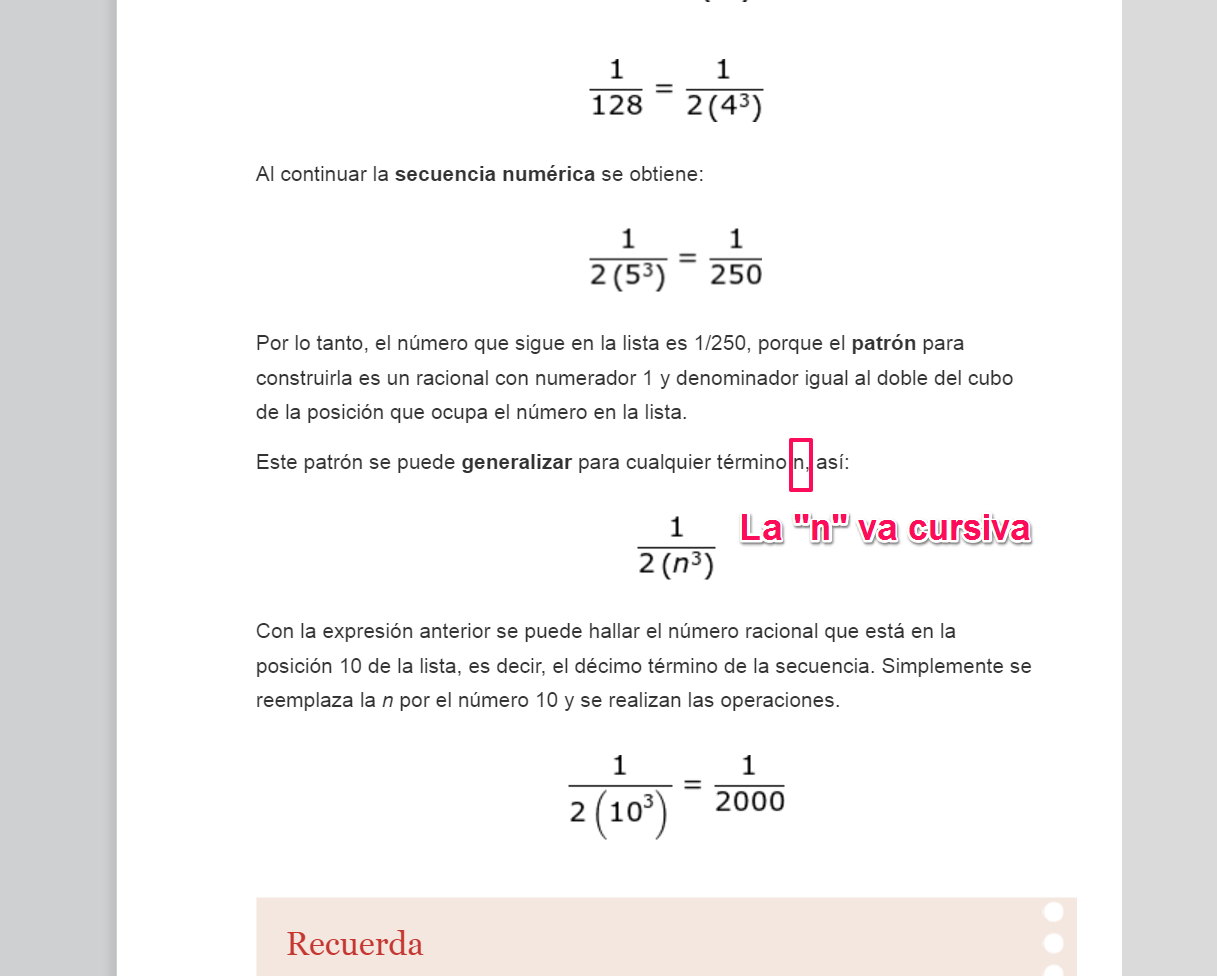 1/128 = 1/2(4³)
Al continuar la secuencia numérica se obtiene:
1/2(5³) = 1/250
Por lo tanto, el número que sigue en la lista es 1/250, porque el patrón para
construirla es un racional con numerador 1 y denominador igual al doble del cubo
de la posición que ocupa el número en la lista.
Este patrón se puede generalizar para cualquier término n, así:
La "n" va cursiva
1/2(n³)
Con la expresión anterior se puede hallar el número racional que está en la
posición 10 de la lista, es decir, el décimo término de la secuencia. Simplemente se
reemplaza la n por el número 10 y se realizan las operaciones.
1/2(10³) = 1/2000
Recuerda